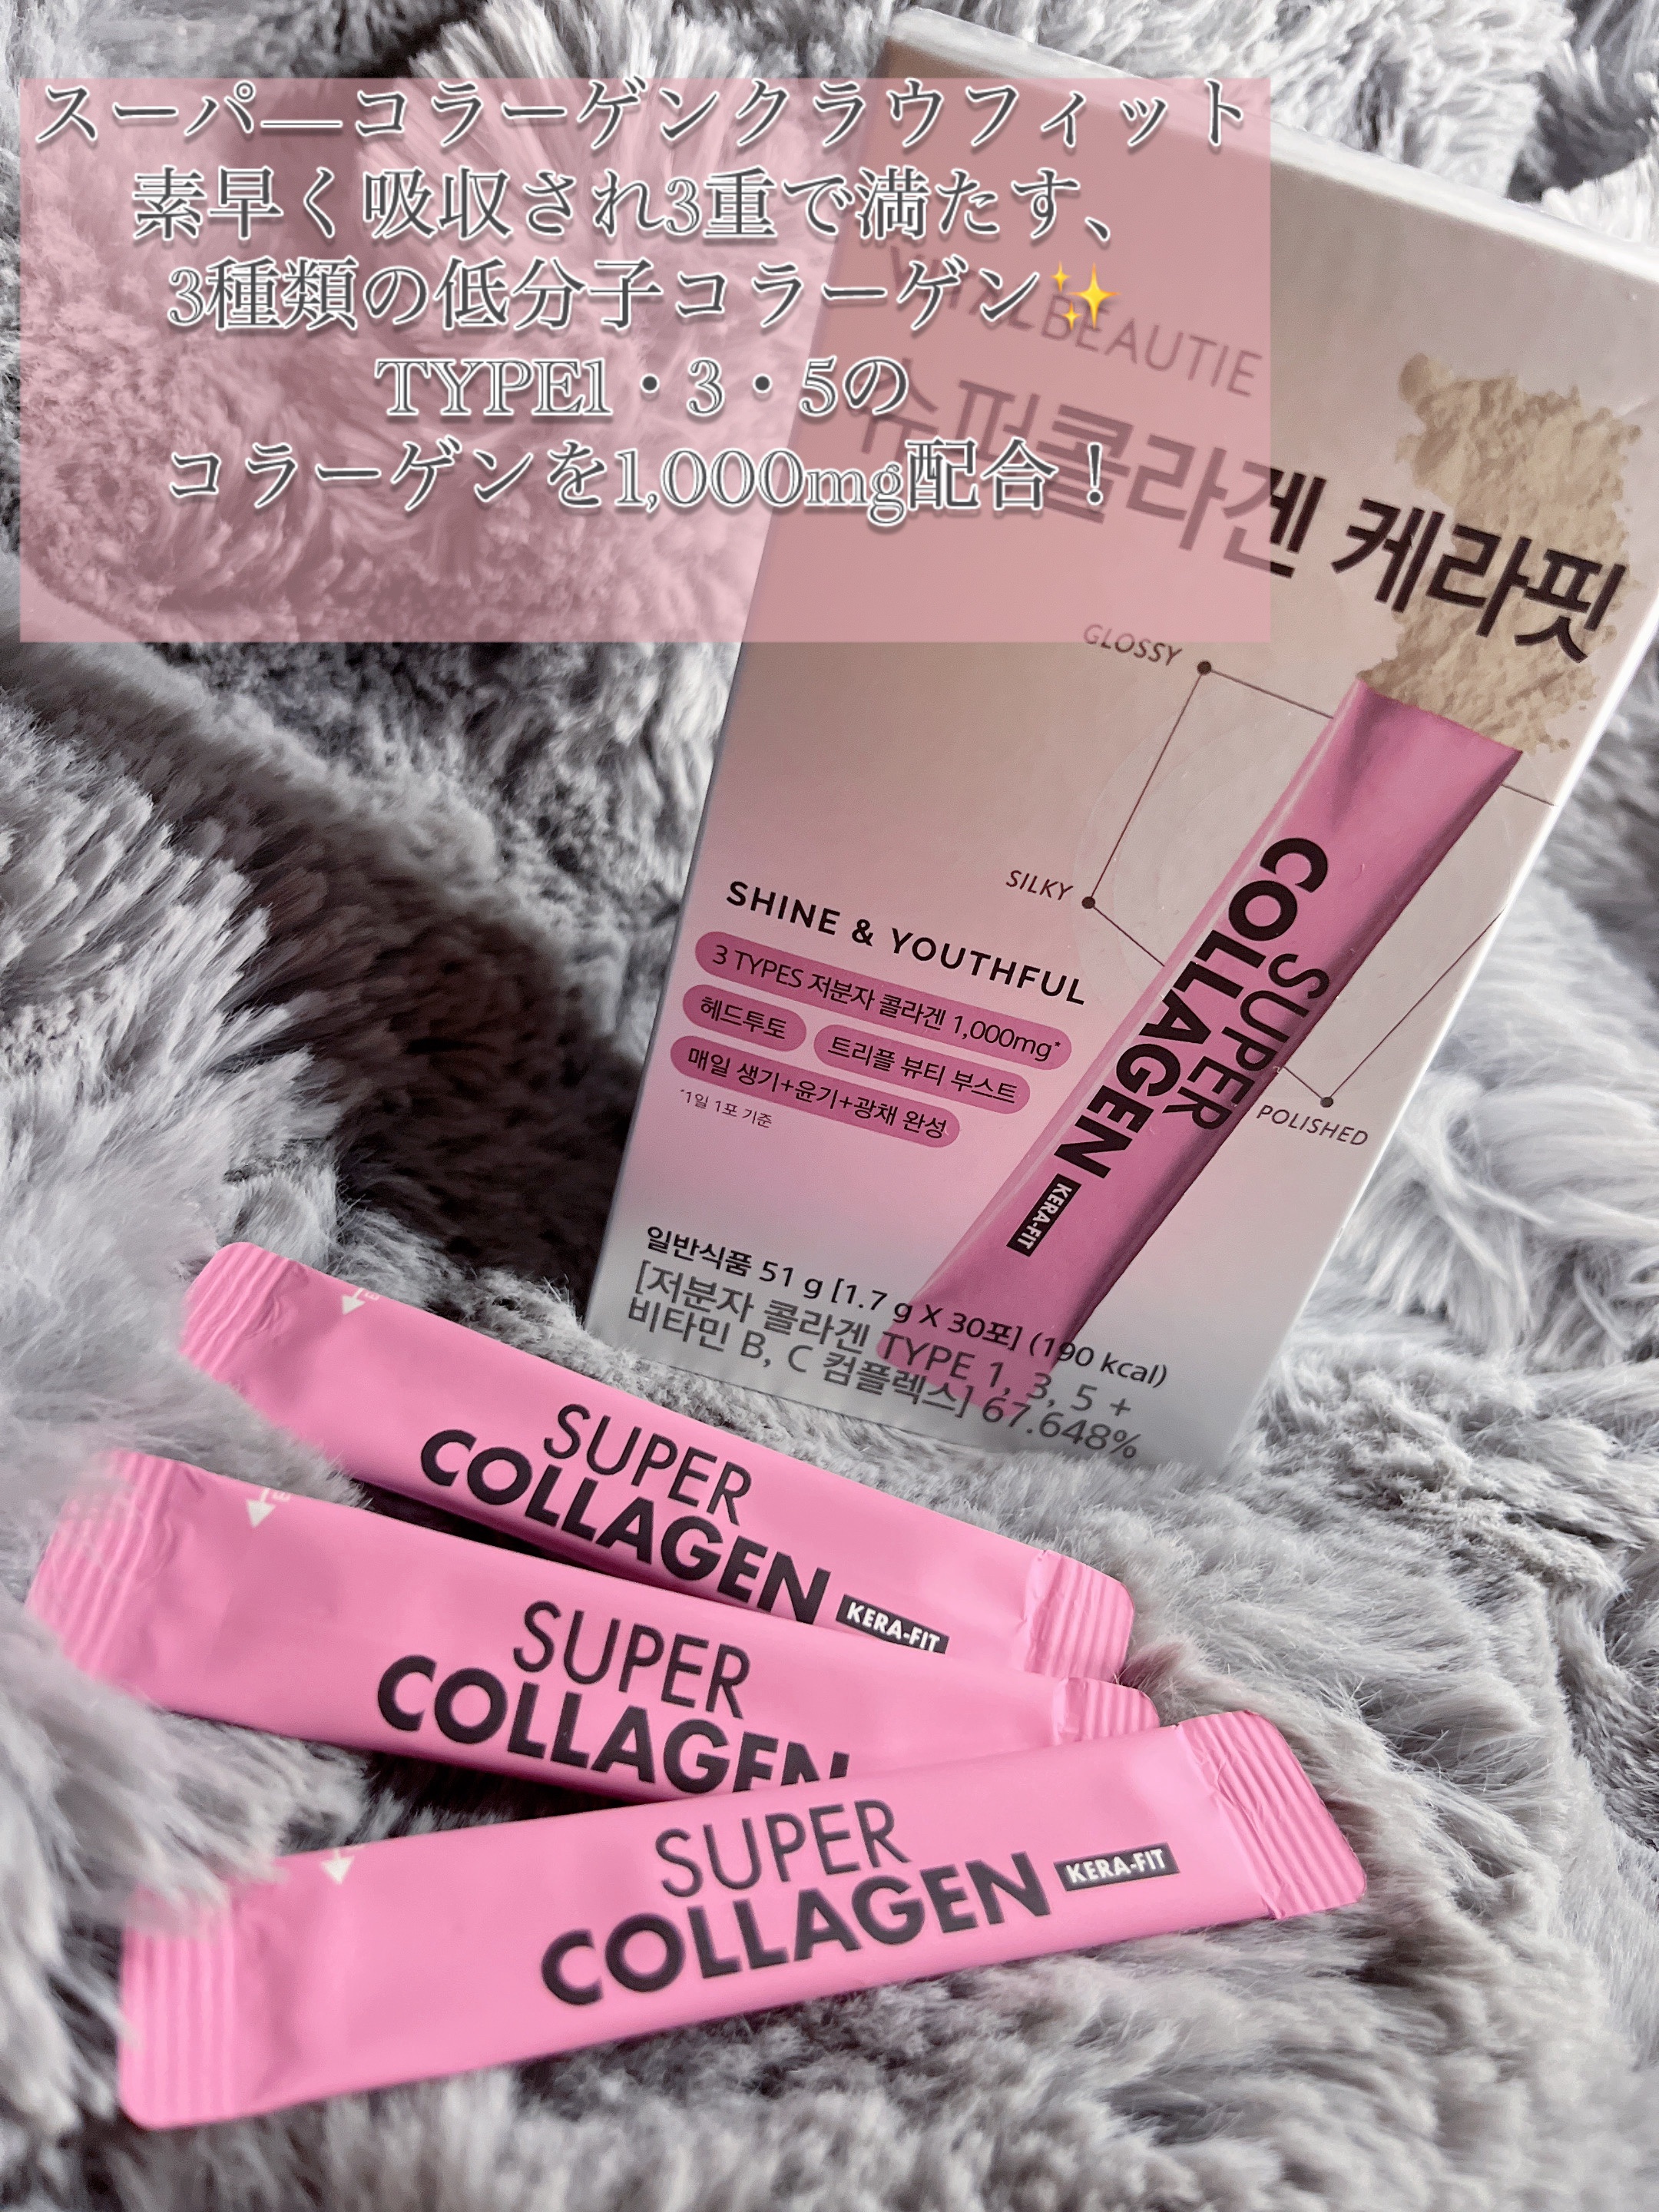 スーパ―コラーゲンクラウフィット
素早く吸収され3重で満たす、
3種類の低分子コラーゲン✨
TYPE1・3・5の
コラーゲンを1,000mg配合！
VITALBEAUTIE
슈퍼콜라겐 케라핏
GLOSSY
SILKY
POLISHED
SUPER
COLLAGEN
KERA-FIT
SHINE & YOUTHFUL
3 TYPES 저분자 콜라겐 1,000mg*
헤드투토 트리플 뷰티 부스트
매일 생기+윤기+광채 완성
*1일 1포 기준
일반식품 51 g [1.7 g X 30포] (190 kcal)
[저분자 콜라겐 TYPE 1, 3, 5 +
비타민 B, C 컴플렉스] 67.648%
SUPER
COLLAGEN KERA-FIT
SUPER
COLLAGEN
SUPER
COLLAGEN KERA-FIT